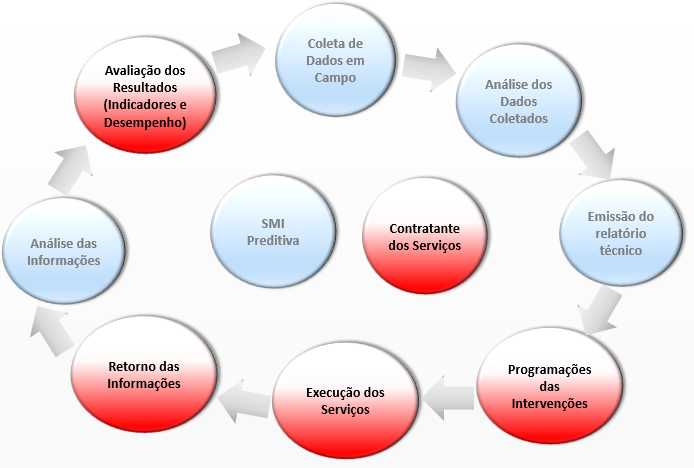 Coleta de
Dados em
Campo
Análise dos
Dados
Coletados
Emissão do
relatório
técnico
Programações
das
Intervenções
Execução dos
Serviços
Retorno das
Informações
Análise das
Informações
Avaliação dos
Resultados
(Indicadores e
Desempenho)
SMI
Preditiva
Contratante
dos Serviços